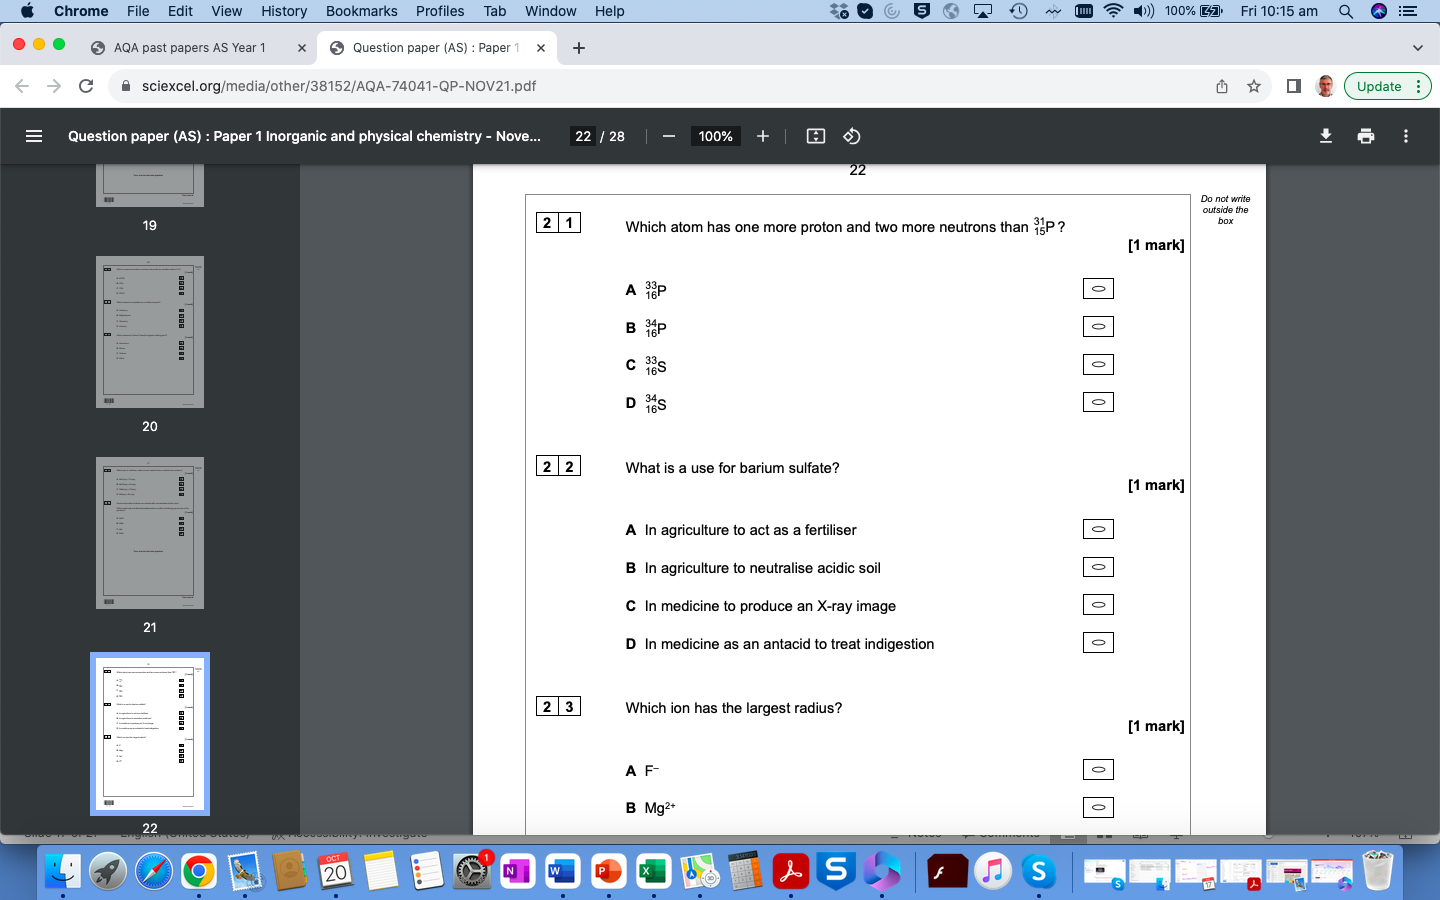 Chrome File Edit View History Bookmarks Profiles Tab Window Help 100% Fri 10:15 am
AQA past papers AS Year 1
Question paper (AS) : Paper 1
sciexcel.org/media/other/38152/AQA-74041-QP-NOV21.pdf
Update
Question paper (AS) : Paper 1 Inorganic and physical chemistry - Nove...
22 / 28
100%
19
20
21
22
22
Do not write
outside the
box
2 1 Which atom has one more proton and two more neutrons than ³¹₁₅P ?
[1 mark]
A ³³₁₆P
B ³⁴₁₆P
C ³³₁₆S
D ³⁴₁₆S
2 2 What is a use for barium sulfate?
[1 mark]
A In agriculture to act as a fertiliser
B In agriculture to neutralise acidic soil
C In medicine to produce an X-ray image
D In medicine as an antacid to treat indigestion
2 3 Which ion has the largest radius?
[1 mark]
A F⁻
B Mg²⁺
OCT
20
1